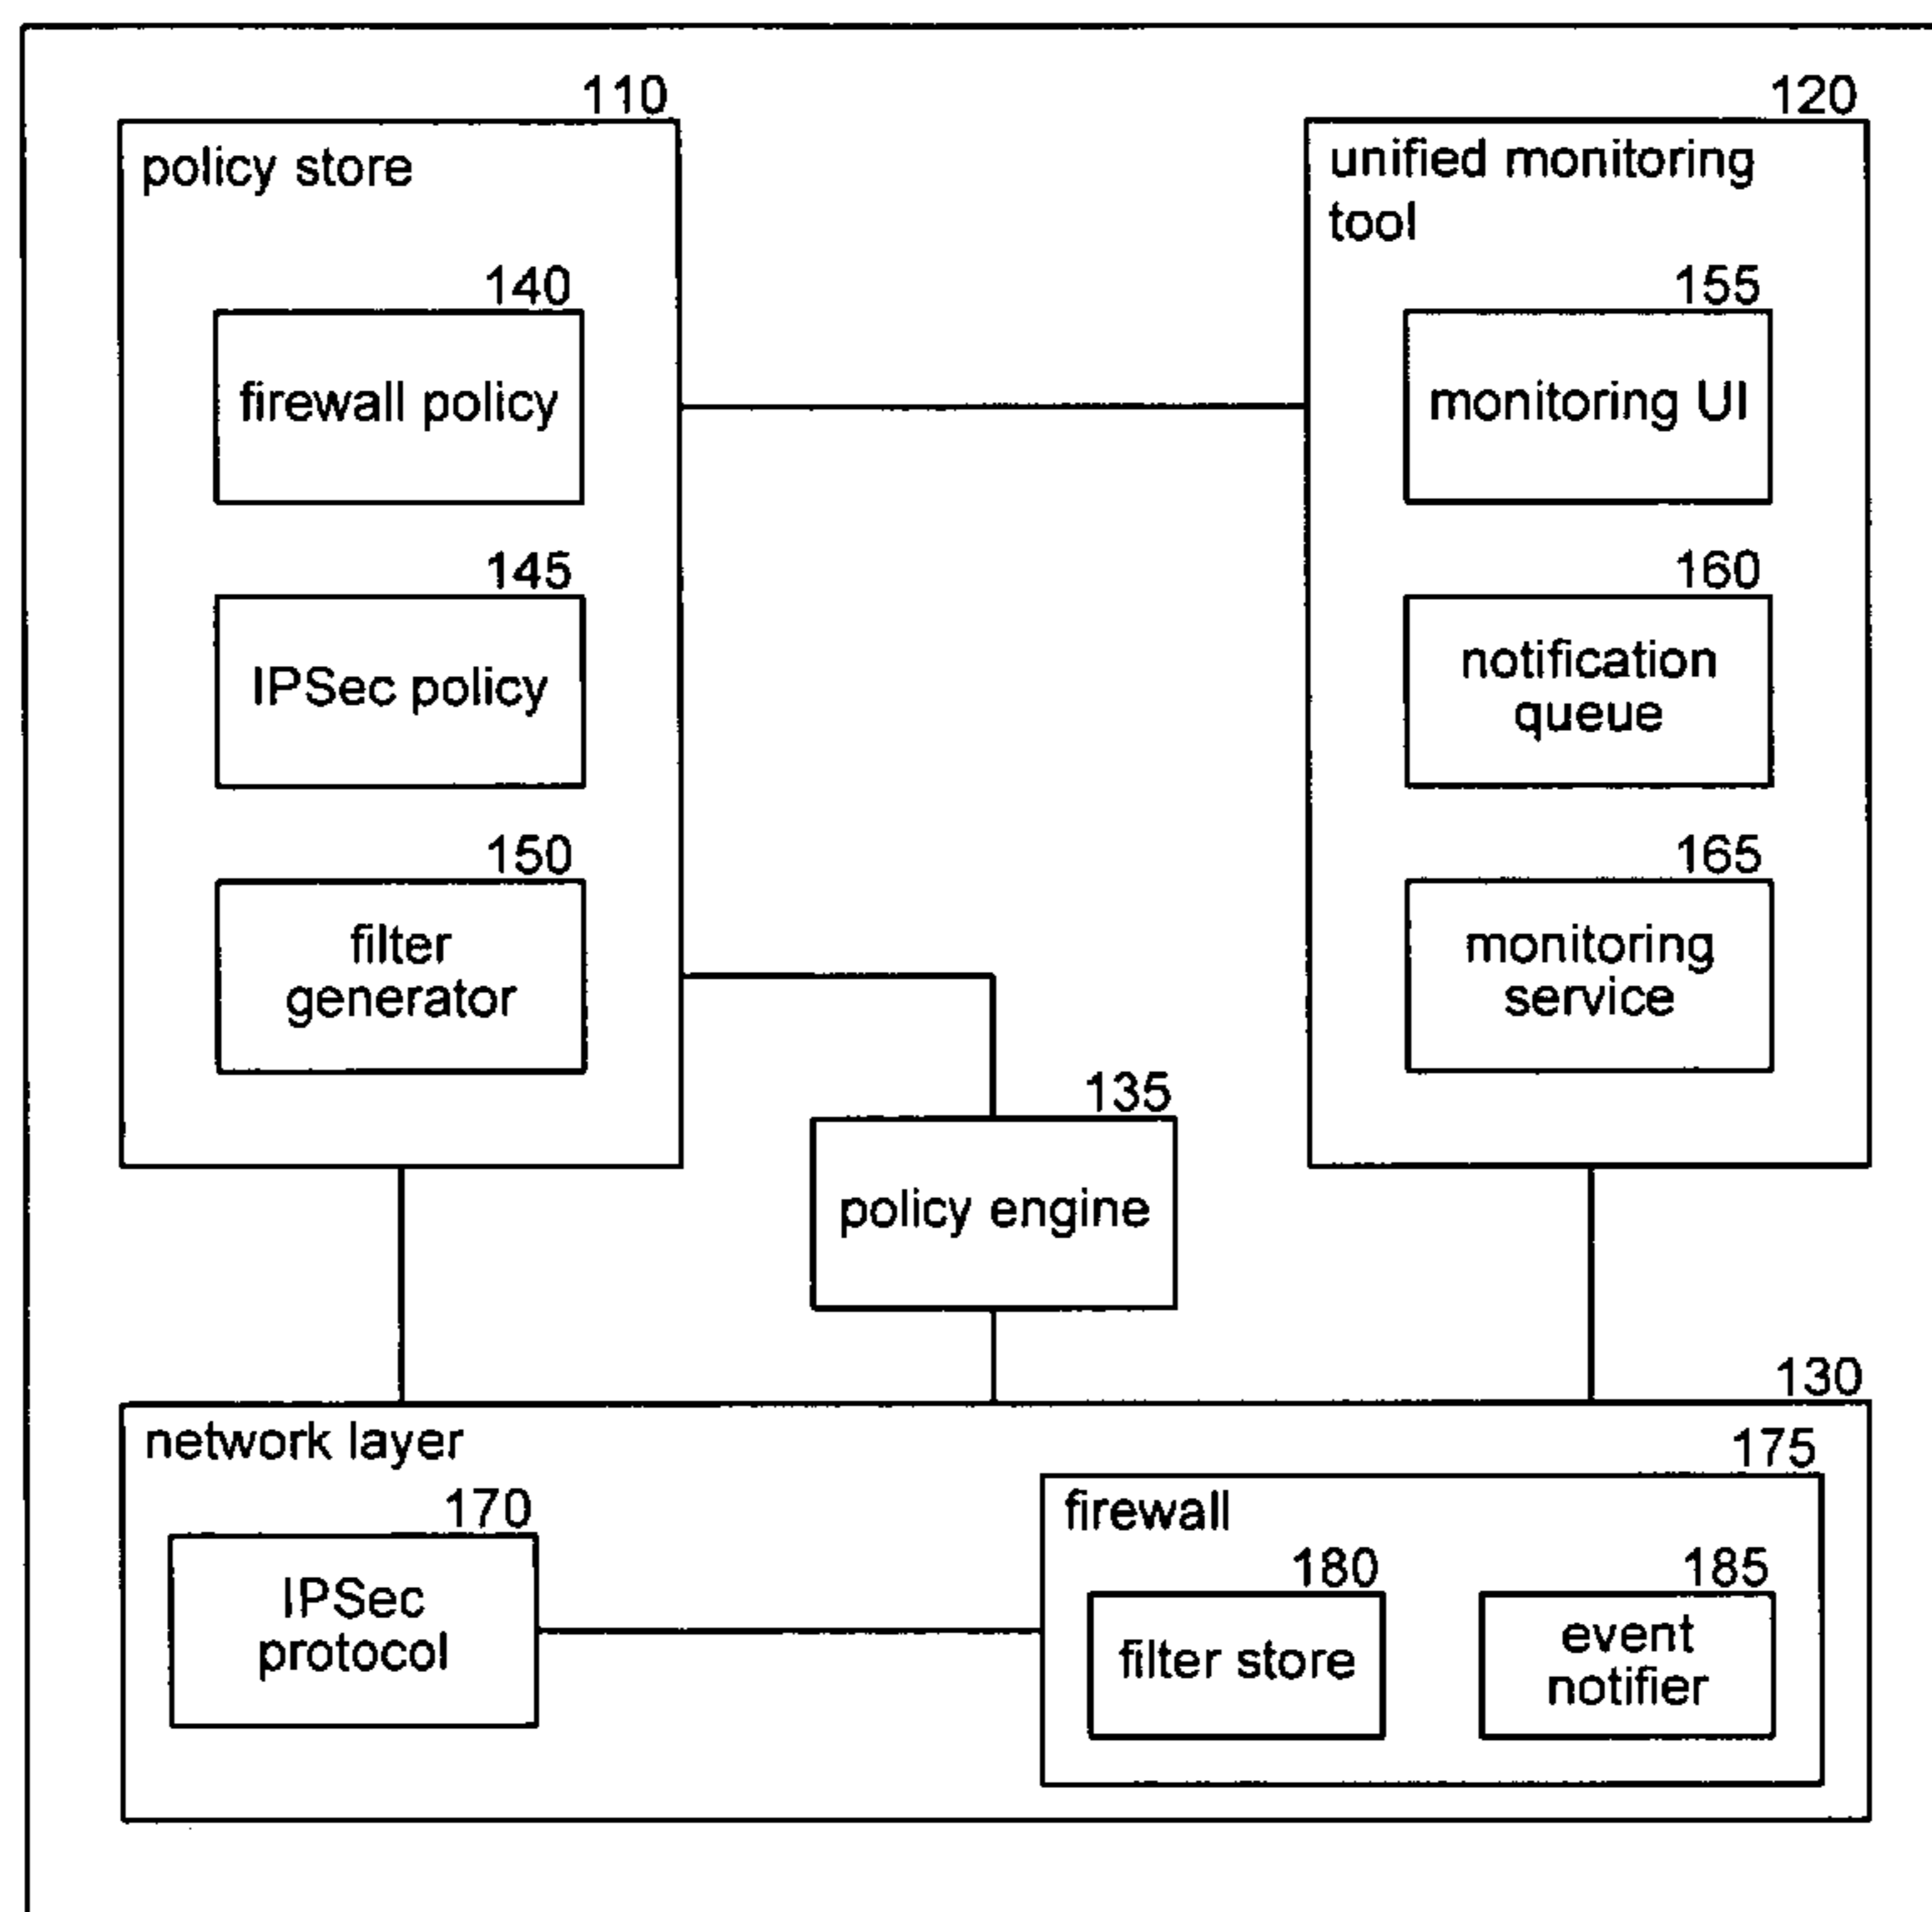 110
policy store
140
firewall policy
145
IPSec policy
150
filter
generator
120
unified monitoring
tool
155
monitoring UI
160
notification
queue
165
monitoring
service
135
policy engine
130
network layer
170
IPSec
protocol
175
firewall
180
filter store
185
event
notifier